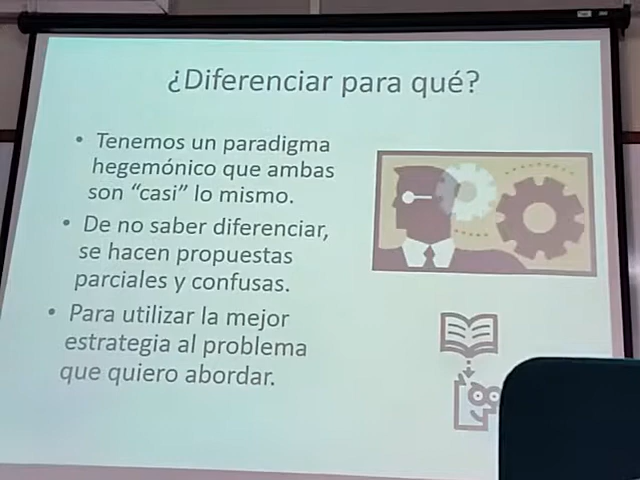 ¿Diferenciar para qué?
• Tenemos un paradigma
hegemónico que ambas
son “casi” lo mismo.
• De no saber diferenciar,
se hacen propuestas
parciales y confusas.
• Para utilizar la mejor
estrategia al problema
que quiero abordar.